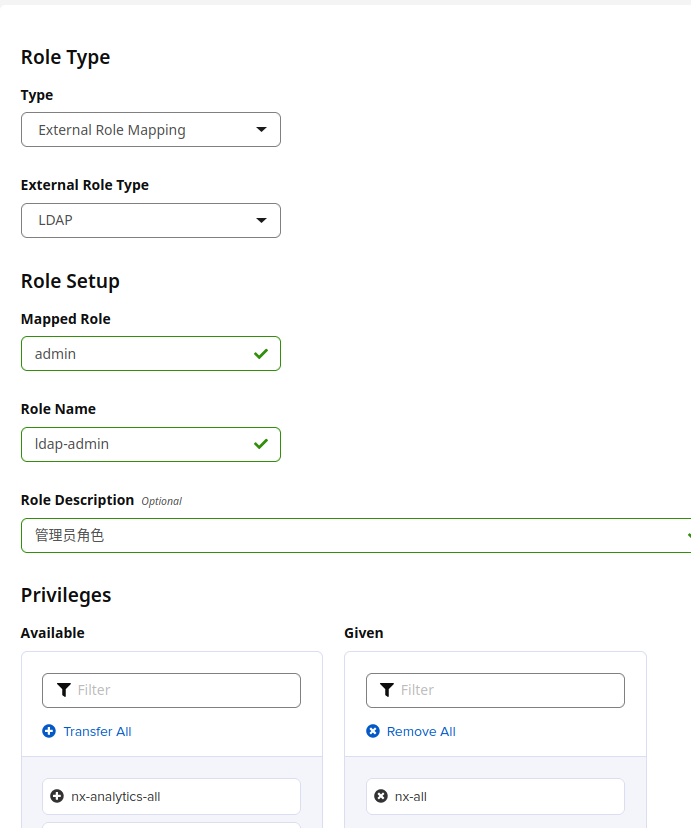 Role Type
Type
External Role Mapping
External Role Type
LDAP
Role Setup
Mapped Role
admin
Role Name
ldap-admin
Role Description Optional
管理员角色
Privileges
Available Given
Filter Filter
Transfer All Remove All
nx-analytics-all nx-all